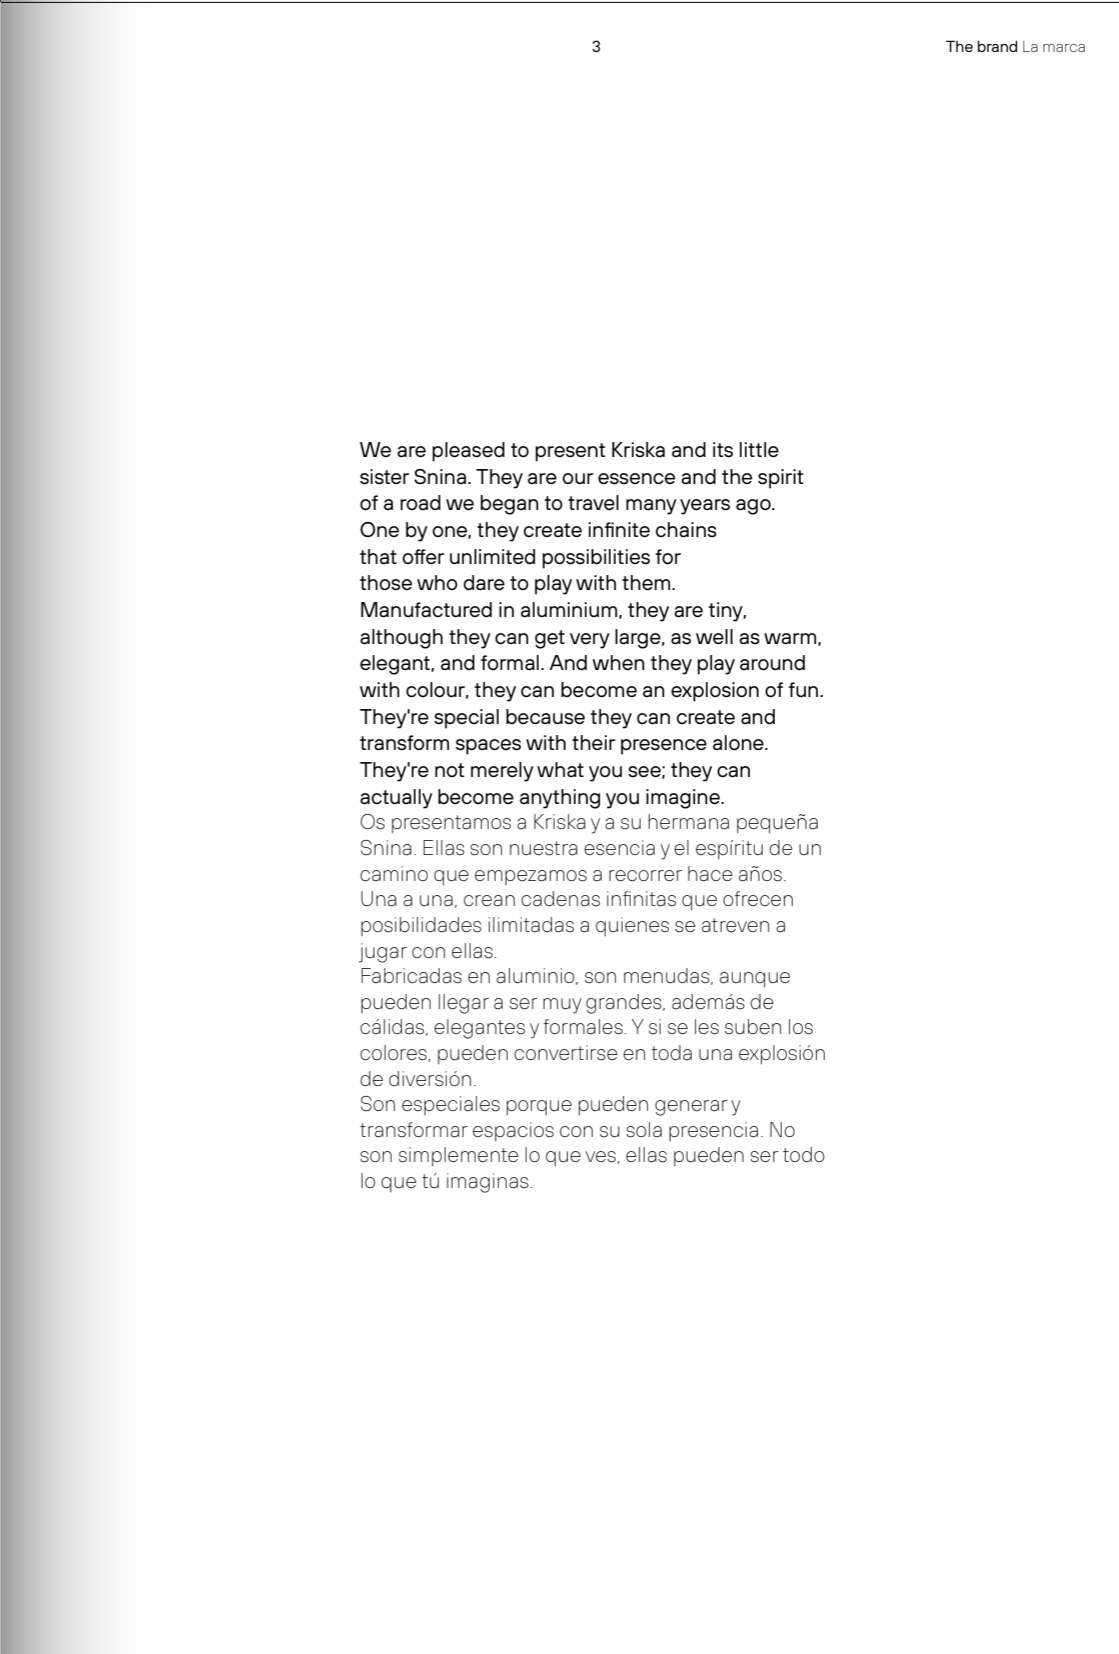 3
The brand La marca
We are pleased to present Kriska and its little
sister Snina. They are our essence and the spirit
of a road we began to travel many years ago.
One by one, they create infinite chains
that offer unlimited possibilities for
those who dare to play with them.
Manufactured in aluminium, they are tiny,
although they can get very large, as well as warm,
elegant, and formal. And when they play around
with colour, they can become an explosion of fun.
They're special because they can create and
transform spaces with their presence alone.
They're not merely what you see; they can
actually become anything you imagine.
Os presentamos a Kriska y a su hermana pequeña
Snina. Ellas son nuestra esencia y el espíritu de un
camino que empezamos a recorrer hace años.
Una a una, crean cadenas infinitas que ofrecen
posibilidades ilimitadas a quienes se atreven a
jugar con ellas.
Fabricadas en aluminio, son menudas, aunque
pueden llegar a ser muy grandes, además de
cálidas, elegantes y formales. Y si se les suben los
colores, pueden convertirse en toda una explosión
de diversión.
Son especiales porque pueden generar y
transformar espacios con su sola presencia. No
son simplemente lo que ves, ellas pueden ser todo
lo que tú imaginas.